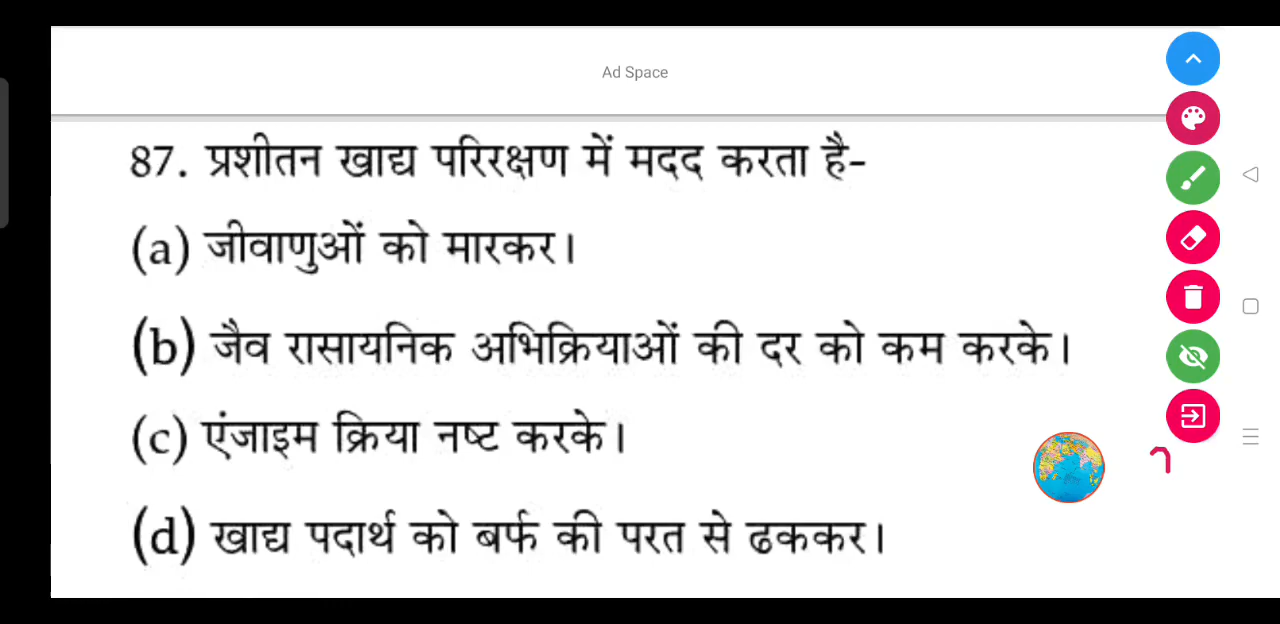 Ad Space
87. प्रशीतन खाद्य परिरक्षण में मदद करता है-
(a) जीवाणुओं को मारकर।
(b) जैव रासायनिक अभिक्रियाओं की दर को कम करके।
(c) एंजाइम क्रिया नष्ट करके।
(d) खाद्य पदार्थ को बर्फ की परत से ढककर।